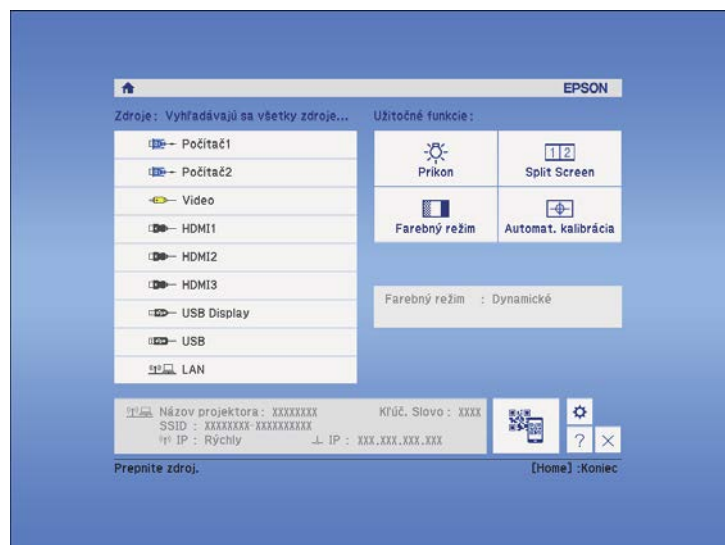 EPSON
Zdroje: Vyhľadávajú sa všetky zdroje...
Počítač1
Počítač2
Video
HDMI1
HDMI2
HDMI3
USB Display
USB
LAN
Užitočné funkcie:
Príkon
1 2
Split Screen
Farebný režim
Automat. kalibrácia
Farebný režim : Dynamické
Názov projektora: XXXXXXXX Kľúč. Slovo: XXXX
SSID : XXXXXXXX-XXXXXXXXXX
IP : Rýchly IP : XXX.XXX.XXX.XXX
?
Prepnite zdroj. [Home] :Koniec